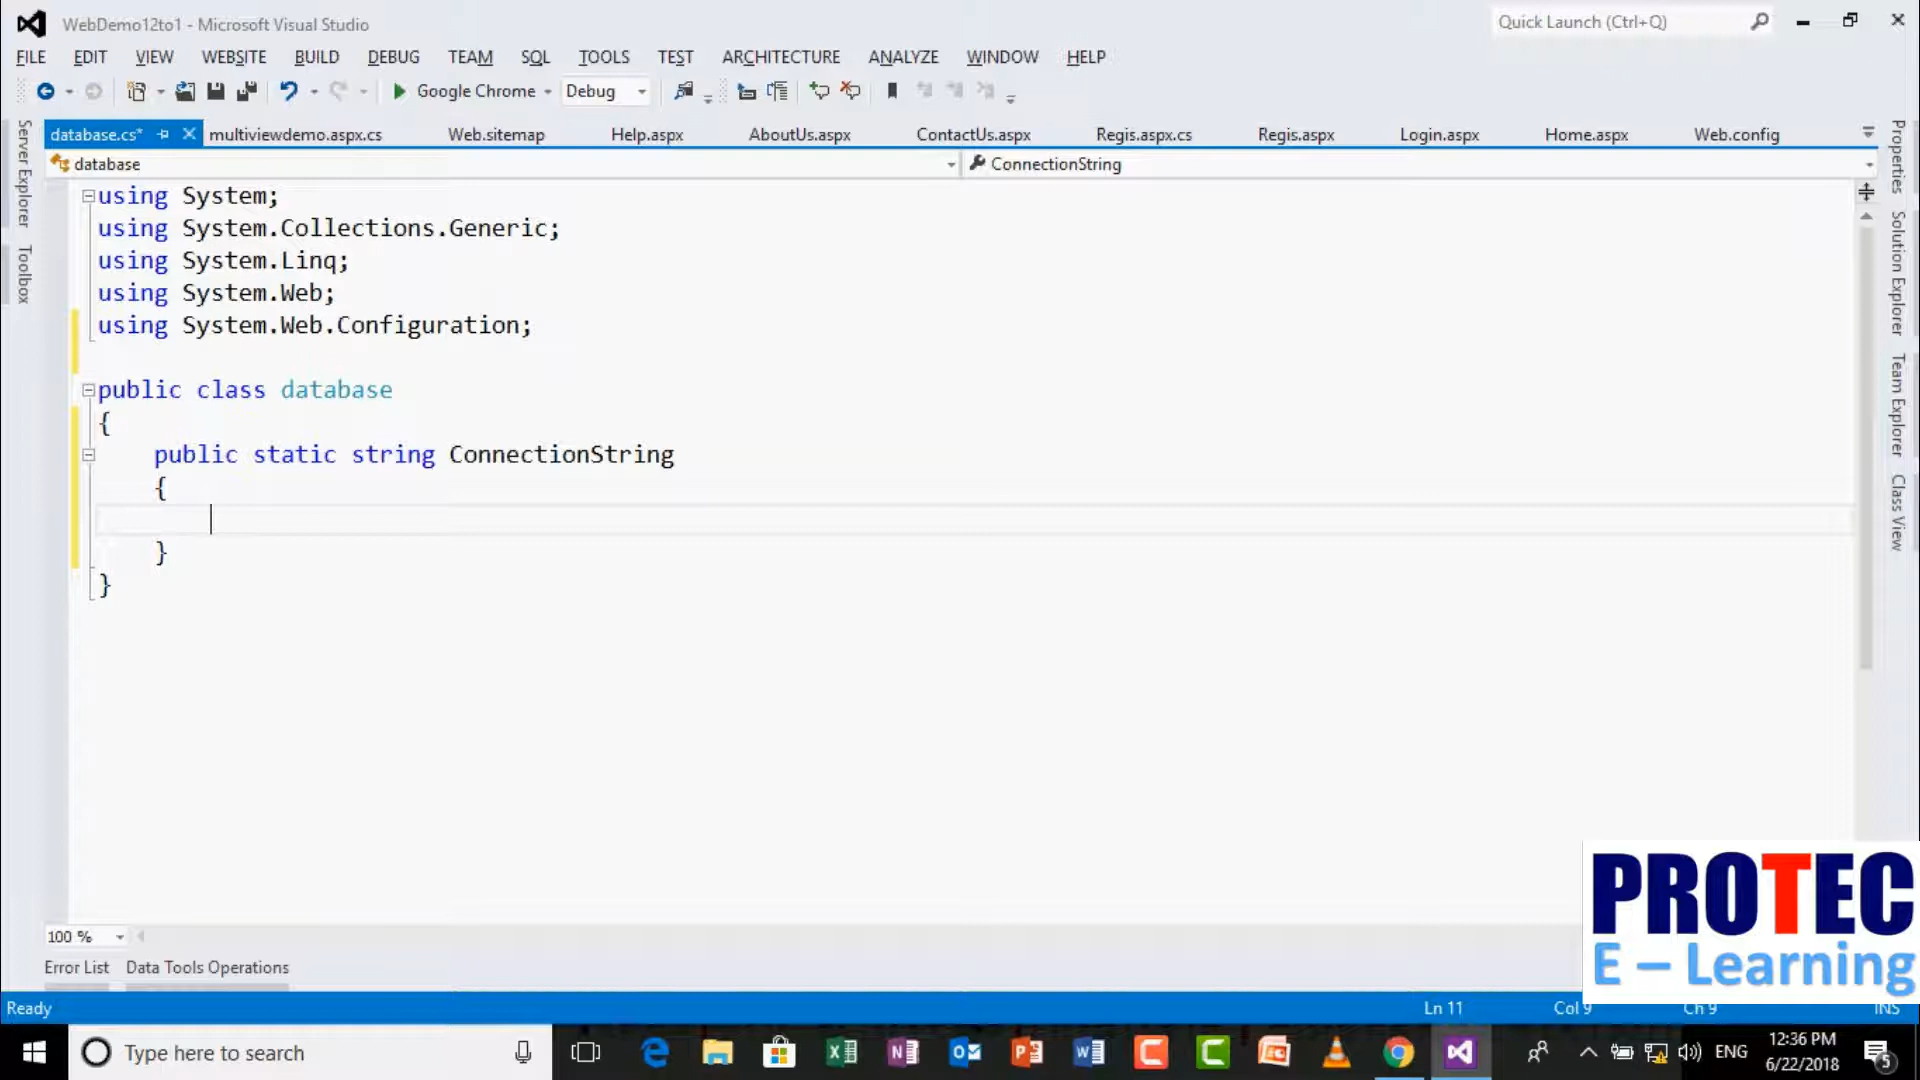 WebDemo12to1 - Microsoft Visual Studio
Quick Launch (Ctrl+Q)
FILE EDIT VIEW WEBSITE BUILD DEBUG TEAM SQL TOOLS TEST ARCHITECTURE ANALYZE WINDOW HELP
Google Chrome Debug
database.cs* multiviewdemo.aspx.cs Web.sitemap Help.aspx AboutUs.aspx ContactUs.aspx Regis.aspx.cs Regis.aspx Login.aspx Home.aspx Web.config
database ConnectionString
Server Explorer
Toolbox
using System;
using System.Collections.Generic;
using System.Linq;
using System.Web;
using System.Web.Configuration;
public class database
{
public static string ConnectionString
{
}
}
Properties
Solution Explorer
Team Explorer
Class View
PROTEC
E – Learning
100 %
Error List Data Tools Operations
Ready Ln 11 Col 9 Ch 9 INS
Type here to search
ENG
12:36 PM
6/22/2018
5